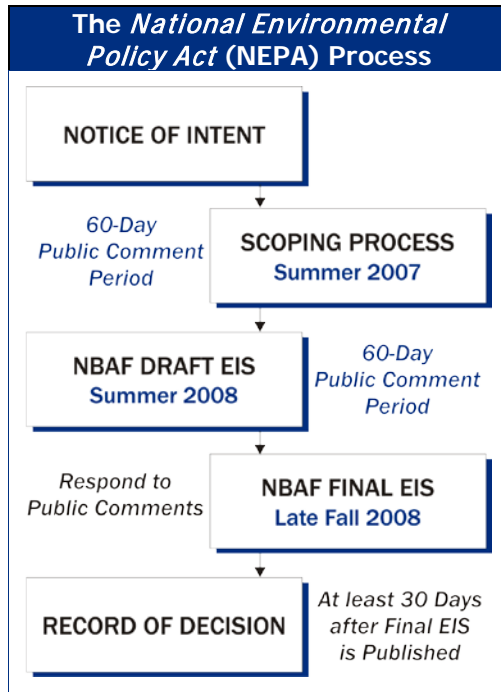 The National Environmental
Policy Act (NEPA) Process
NOTICE OF INTENT
60-Day
Public Comment
Period
SCOPING PROCESS
Summer 2007
NBAF DRAFT EIS
Summer 2008
60-Day
Public Comment
Period
Respond to
Public Comments
NBAF FINAL EIS
Late Fall 2008
RECORD OF DECISION
At least 30 Days
after Final EIS
is Published